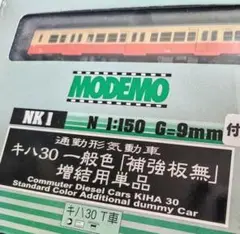 MODEMO
NK1
N 1:150 G=9mm
付
通勤形気動車
キハ30 一般色「補強板無」
増結用単品
Commuter Diesel Cars KIHA 30
Standard Color Additional dummy Car
キハ30 T車